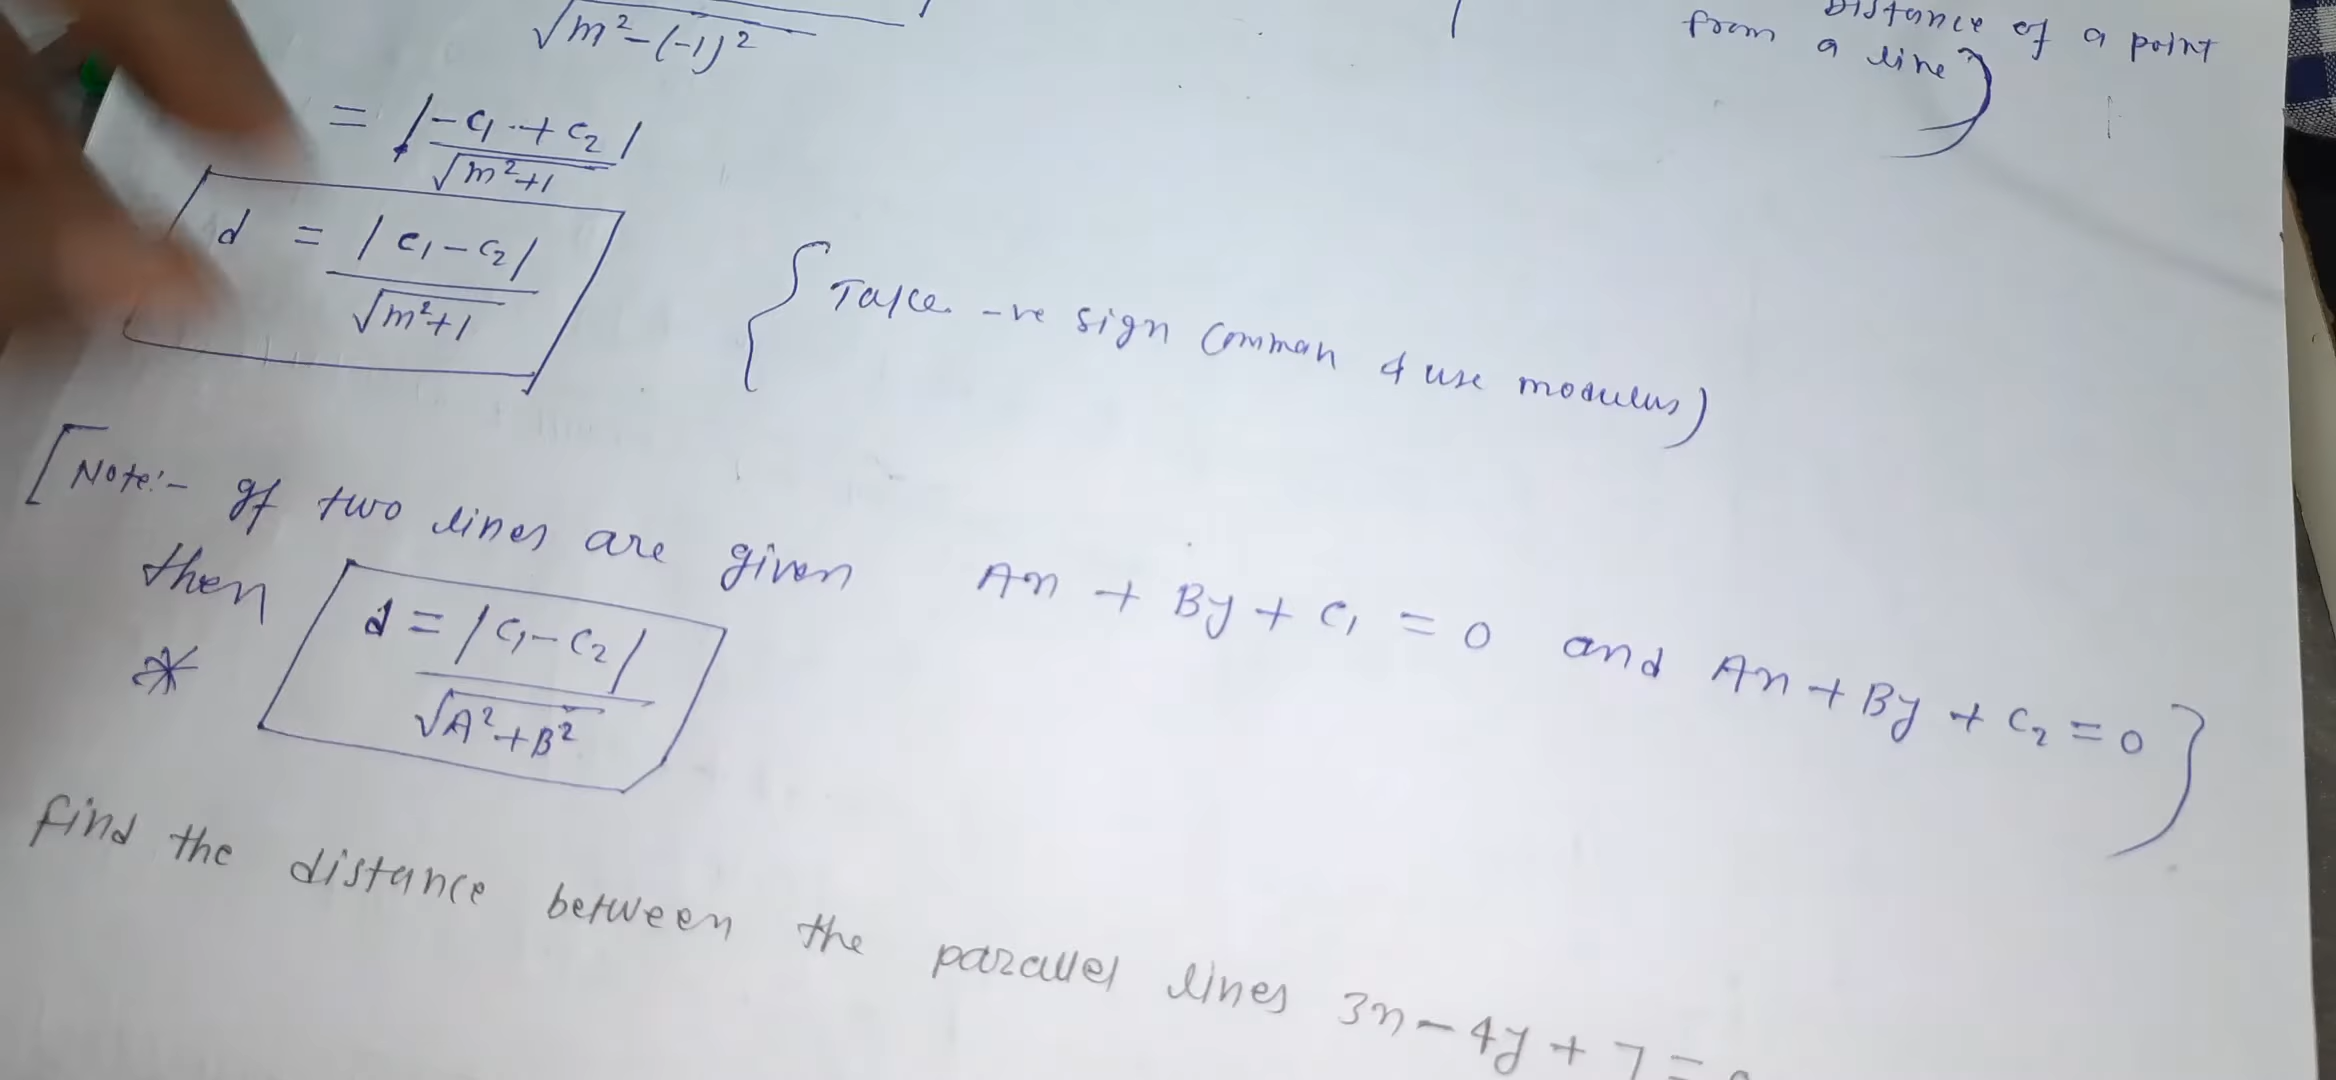 Distance of a point
from a line)
√m²-(-1)²
= |-c₁ + c₂|
√m²+1
d = |c₁-c₂|
√m²+1
{Take -ve sign comman & use modulus)
[Note:- If two lines are given Ax + By + C₁ = 0 and Ax + By + C₂ = 0}
then d = |C₁-C₂|
* √A²+B²
find the distance between the parallel lines 3x-4y+7=